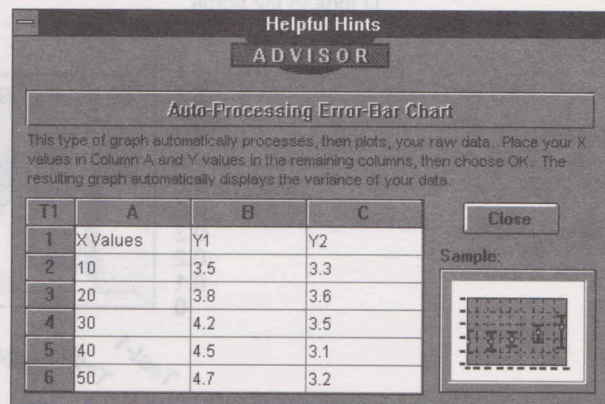 Helpful Hints
ADVISOR
Auto-Processing Error-Bar Chart
This type of graph automatically processes, then plots, your raw data. Place your X
values in Column A and Y values in the remaining columns, then choose OK. The
resulting graph automatically displays the variance of your data.
T1 A B C
1 X Values Y1 Y2
2 10 3.5 3.3
3 20 3.8 3.6
4 30 4.2 3.5
5 40 4.5 3.1
6 50 4.7 3.2
Close
Sample: